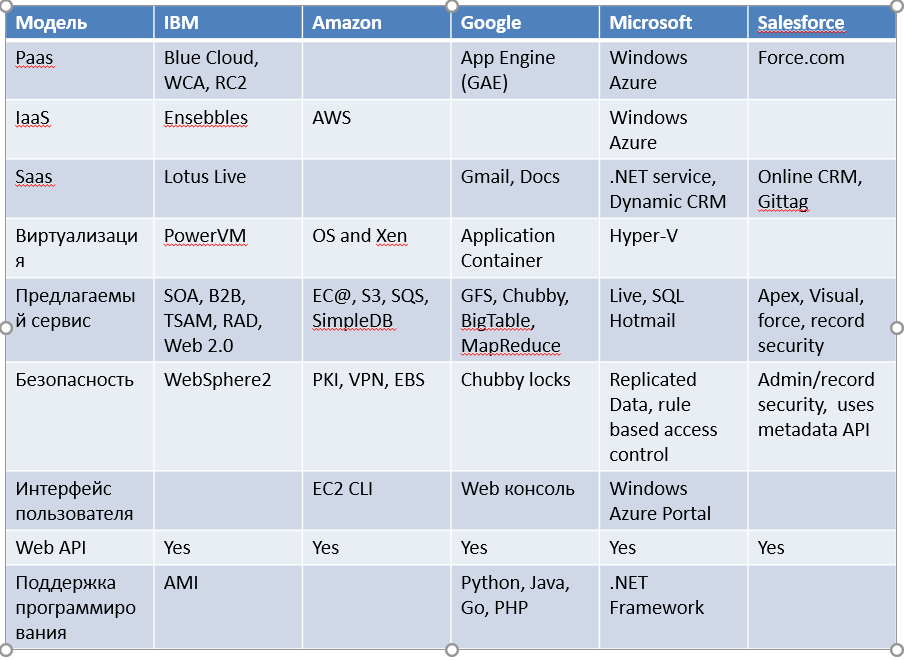 Модель IBM Amazon Google Microsoft Salesforce
Paas Blue Cloud, App Engine Windows Force.com
WCA, RC2 (GAE) Azure
IaaS Ensebbles AWS Windows
Azure
Saas Lotus Live Gmail, Docs .NET service, Online CRM,
Dynamic CRM Gittag
Виртуализаци PowerVM OS and Xen Application Hyper-V
я Container
Предлагаемы SOA, B2B, EC@, S3, SQS, GFS, Chubby, Live, SQL Apex, Visual,
й сервис TSAM, RAD, SimpleDB BigTable, Hotmail force, record
Web 2.0 MapReduce security
Безопасность WebSphere2 PKI, VPN, EBS Chubby locks Replicated Admin/record
Data, rule security, uses
based access metadata API
control
Интерфейс EC2 CLI Web консоль Windows
пользователя Azure Portal
Web API Yes Yes Yes Yes Yes
Поддержка AMI Python, Java, .NET
программиро Go, PHP Framework
вания